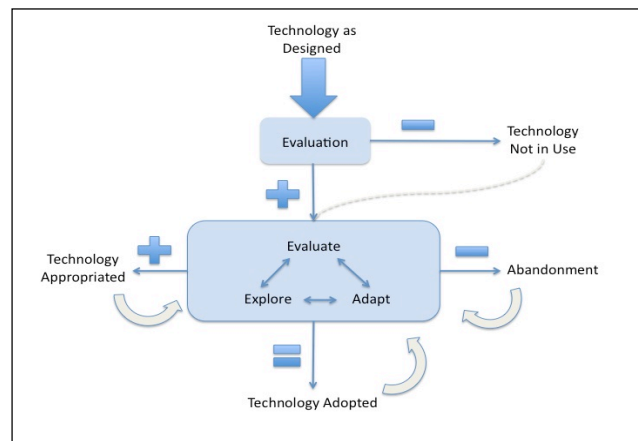 Technology as
Designed
Evaluation
Technology
Not in Use
Evaluate
Technology
Appropriated
Explore
Adapt
Abandonment
Technology Adopted